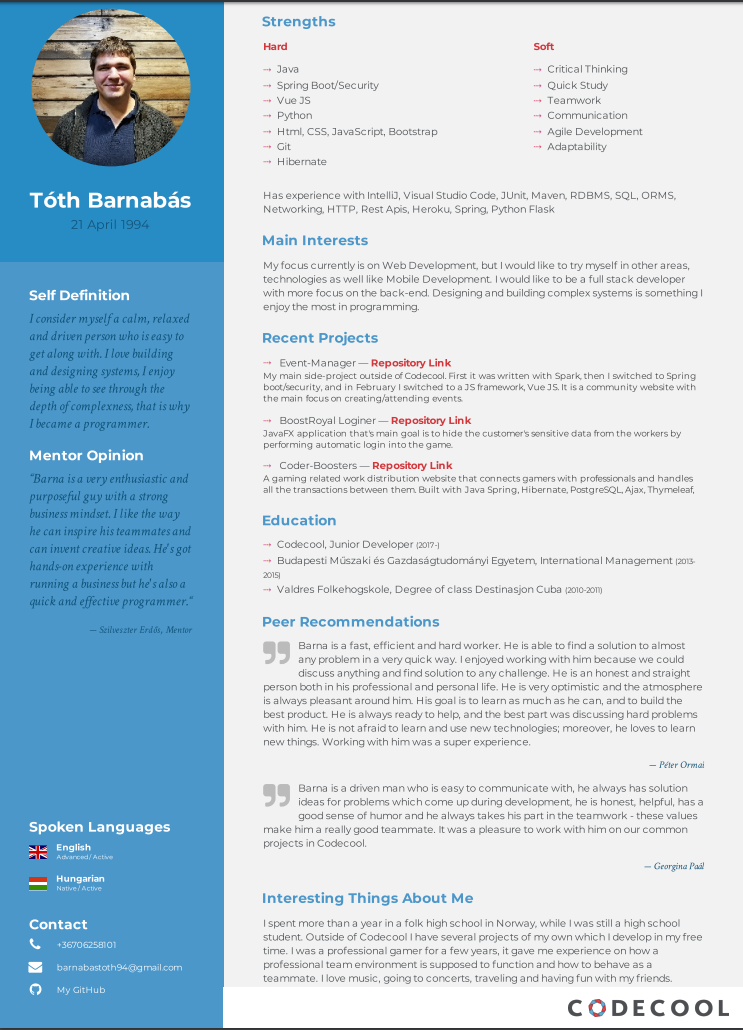 Tóth Barnabás
21 April 1994
Self Definition
I consider myself a calm, relaxed
and driven person who is easy to
get along with. I love building
and designing systems, I enjoy
being able to see through the
depth of complexness, that is why
I became a programmer.
Mentor Opinion
"Barna is a very enthusiastic and
purposeful guy with a strong
business mindset. I like the way
he can inspire his teammates and
can invent creative ideas. He's got
hands-on experience with
running a business but he's also a
quick and effective programmer."
— Szilveszter Erdős, Mentor
Spoken Languages
English
Advanced / Active
Hungarian
Native / Active
Contact
+36706258101
barnabastoth94@gmail.com
My GitHub
Strengths
Hard
→ Java
→ Spring Boot/Security
→ Vue JS
→ Python
→ Html, CSS, JavaScript, Bootstrap
→ Git
→ Hibernate
Soft
→ Critical Thinking
→ Quick Study
→ Teamwork
→ Communication
→ Agile Development
→ Adaptability
Has experience with IntelliJ, Visual Studio Code, JUnit, Maven, RDBMS, SQL, ORMS,
Networking, HTTP, Rest Apis, Heroku, Spring, Python Flask
Main Interests
My focus currently is on Web Development, but I would like to try myself in other areas,
technologies as well like Mobile Development. I would like to be a full stack developer
with more focus on the back-end. Designing and building complex systems is something I
enjoy the most in programming.
Recent Projects
→ Event-Manager — Repository Link
My main side-project outside of Codecool. First it was written with Spark, then I switched to Spring
boot/security, and in February I switched to a JS framework, Vue JS. It is a community website with
the main focus on creating/attending events.
→ BoostRoyal Loginer — Repository Link
JavaFX application that's main goal is to hide the customer's sensitive data from the workers by
performing automatic login into the game.
→ Coder-Boosters — Repository Link
A gaming related work distribution website that connects gamers with professionals and handles
all the transactions between them. Built with Java Spring, Hibernate, PostgreSQL, Ajax, Thymeleaf,
Education
→ Codecool, Junior Developer (2017-)
→ Budapesti Műszaki és Gazdaságtudományi Egyetem, International Management (2013-
2015)
→ Valdres Folkehogskole, Degree of class Destinasjon Cuba (2010-2011)
Peer Recommendations
Barna is a fast, efficient and hard worker. He is able to find a solution to almost
any problem in a very quick way. I enjoyed working with him because we could
discuss anything and find solution to any challenge. He is an honest and straight
person both in his professional and personal life. He is very optimistic and the atmosphere
is always pleasant around him. His goal is to learn as much as he can, and to build the
best product. He is always ready to help, and the best part was discussing hard problems
with him. He is not afraid to learn and use new technologies; moreover, he loves to learn
new things. Working with him was a super experience.
— Péter Ormai
Barna is a driven man who is easy to communicate with, he always has solution
ideas for problems which come up during development, he is honest, helpful, has a
good sense of humor and he always takes his part in the teamwork - these values
make him a really good teammate. It was a pleasure to work with him on our common
projects in Codecool.
— Georgina Paál
Interesting Things About Me
I spent more than a year in a folk high school in Norway, while I was still a high school
student. Outside of Codecool I have several projects of my own which I develop in my free
time. I was a professional gamer for a few years, it gave me experience on how a
professional team environment is supposed to function and how to behave as a
teammate. I love music, going to concerts, traveling and having fun with my friends.
CODECOOL